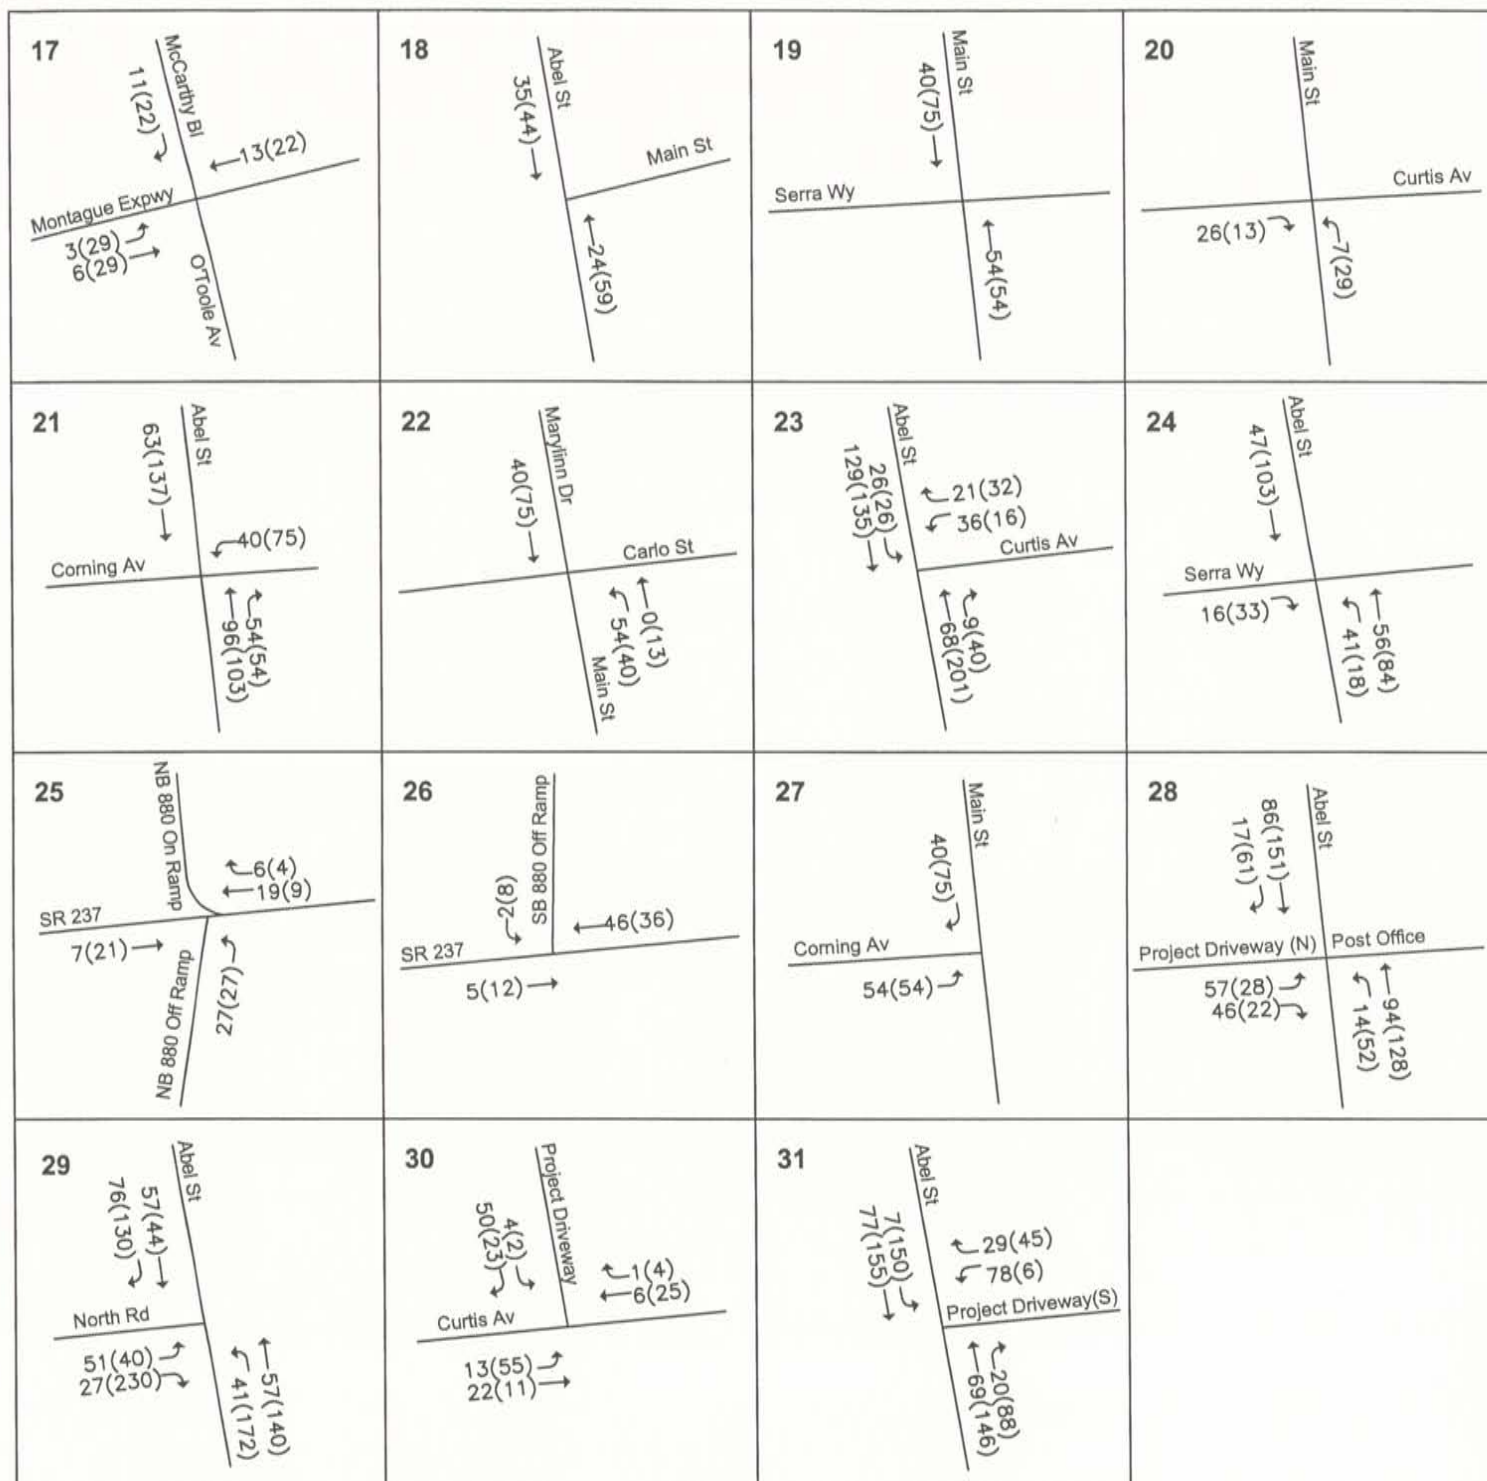 17
McCarthy Bl
11(22)
13(22)
Montague Expwy
3(29)
6(29)
O'Toole Av
18
Abel St
35(44)
Main St
24(59)
19
Main St
40(75)
Serra Wy
54(54)
20
Main St
Curtis Av
26(13)
7(29)
21
Abel St
63(137)
40(75)
Corning Av
54(54)
96(103)
22
Marylinn Dr
40(75)
Carlo St
0(13)
54(40)
Main St
23
Abel St
26(26)
129(135)
21(32)
36(16)
Curtis Av
9(40)
68(201)
24
Abel St
47(103)
Serra Wy
16(33)
56(84)
41(18)
25
NB 880 On Ramp
6(4)
19(9)
SR 237
7(21)
27(27)
NB 880 Off Ramp
26
SB 880 Off Ramp
2(8)
46(36)
SR 237
5(12)
27
Main St
40(75)
Corning Av
54(54)
28
Abel St
86(151)
17(61)
Project Driveway (N)
Post Office
57(28)
46(22)
94(128)
14(52)
29
Abel St
57(44)
76(130)
North Rd
51(40)
27(230)
57(140)
41(172)
30
Project Driveway
4(2)
50(23)
1(4)
6(25)
Curtis Av
13(55)
22(11)
31
Abel St
7(150)
77(155)
29(45)
78(6)
Project Driveway(S)
20(88)
69(146)